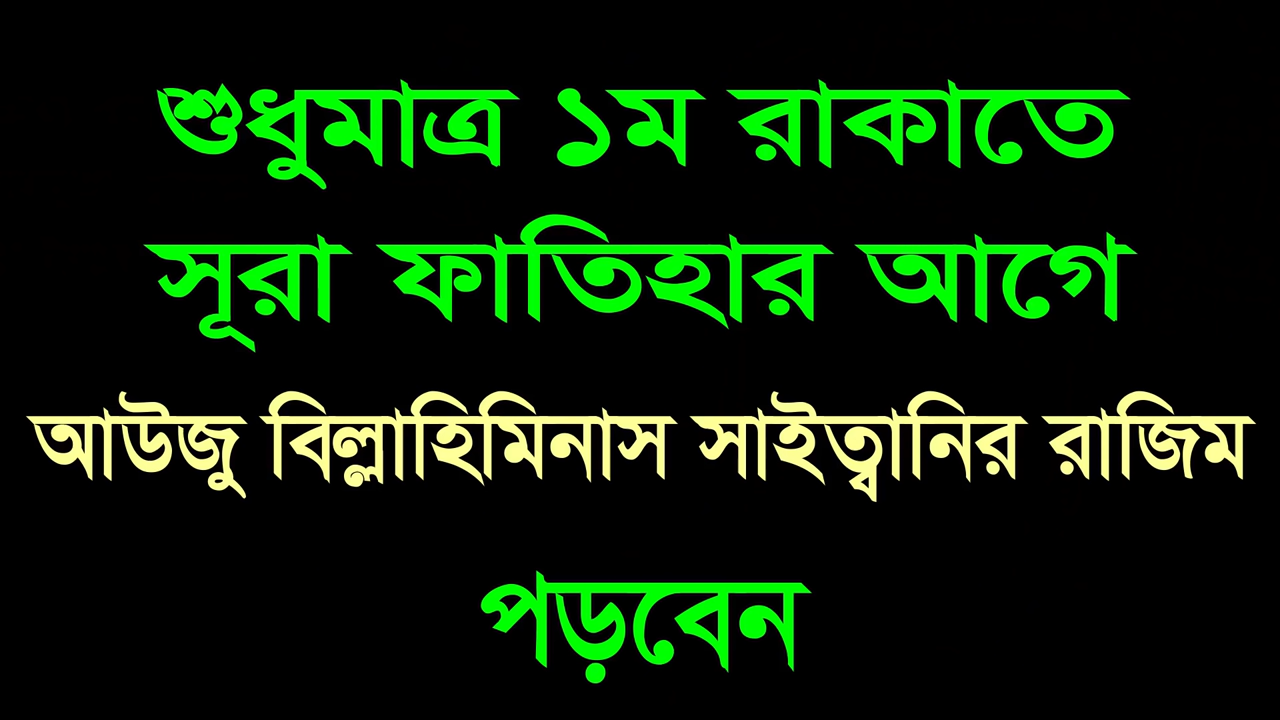 শুধুমাত্র ১ম রাকাতে
সূরা ফাতিহার আগে
আউজু বিল্লাহিমিনাস সাইত্বানির রাজিম
পড়বেন